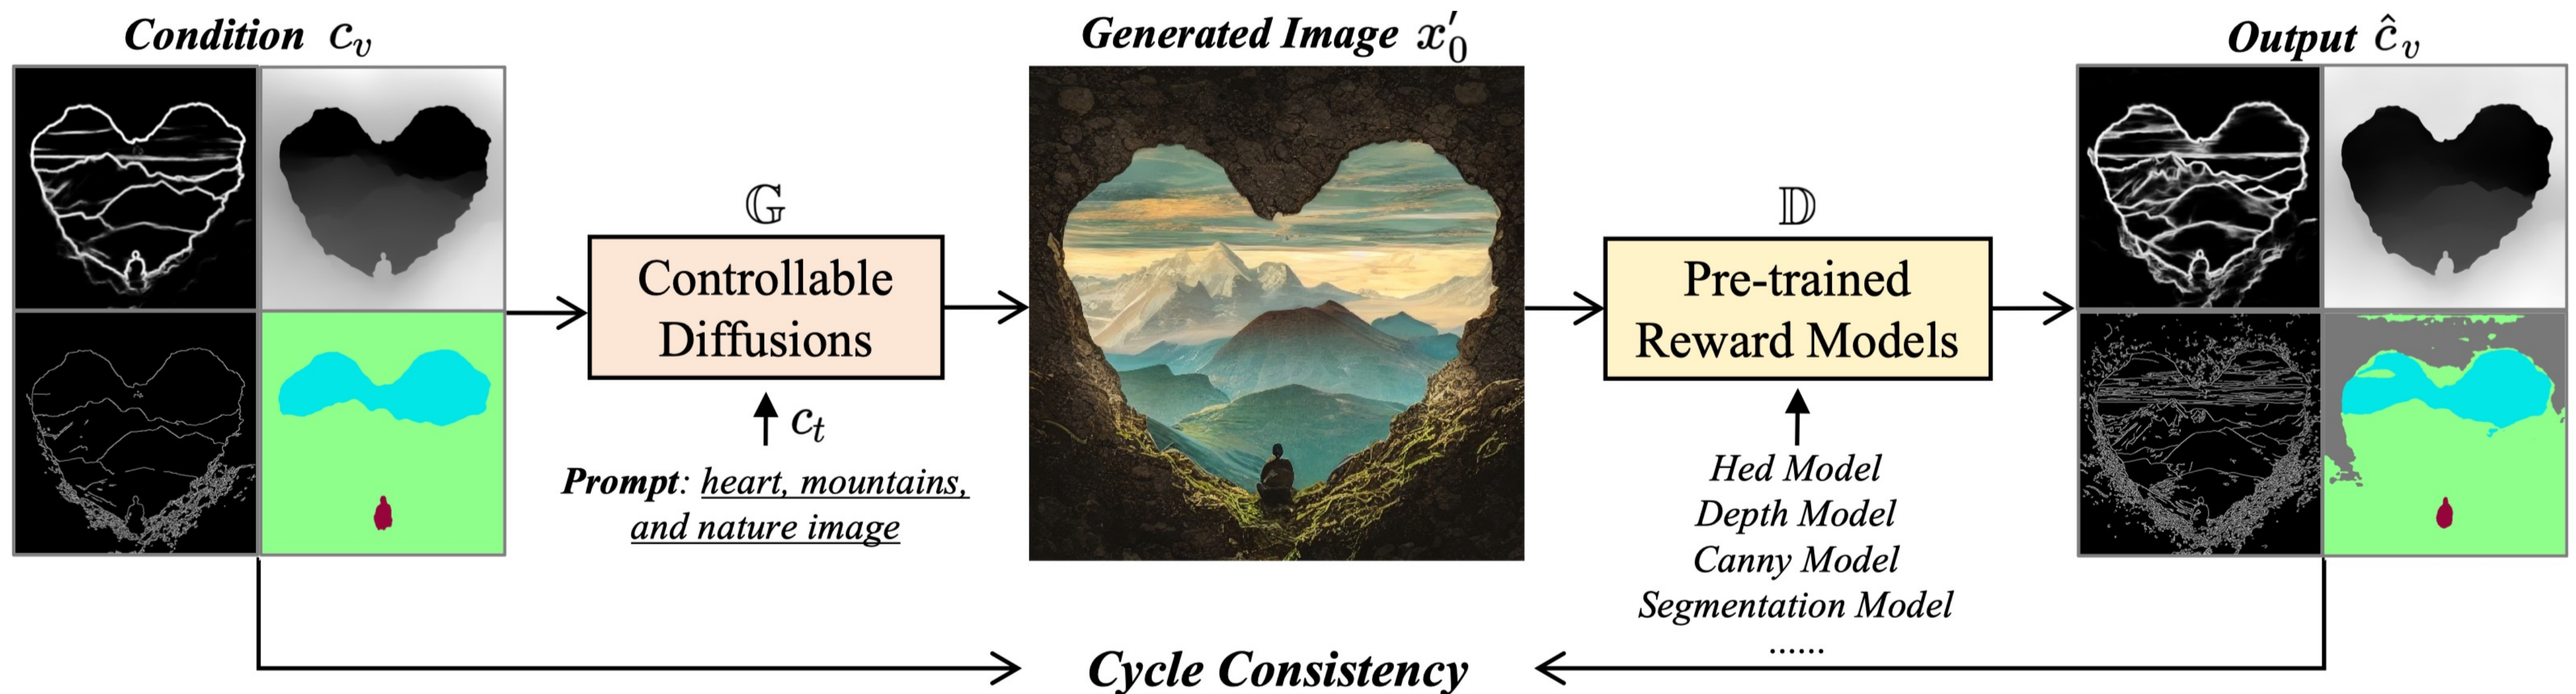 Condition c_v
Generated Image x′_0
Output ĉ_v
𝔾
Controllable
Diffusions
c_t
Prompt: heart, mountains,
and nature image
𝔻
Pre-trained
Reward Models
Hed Model
Depth Model
Canny Model
Segmentation Model
......
Cycle Consistency